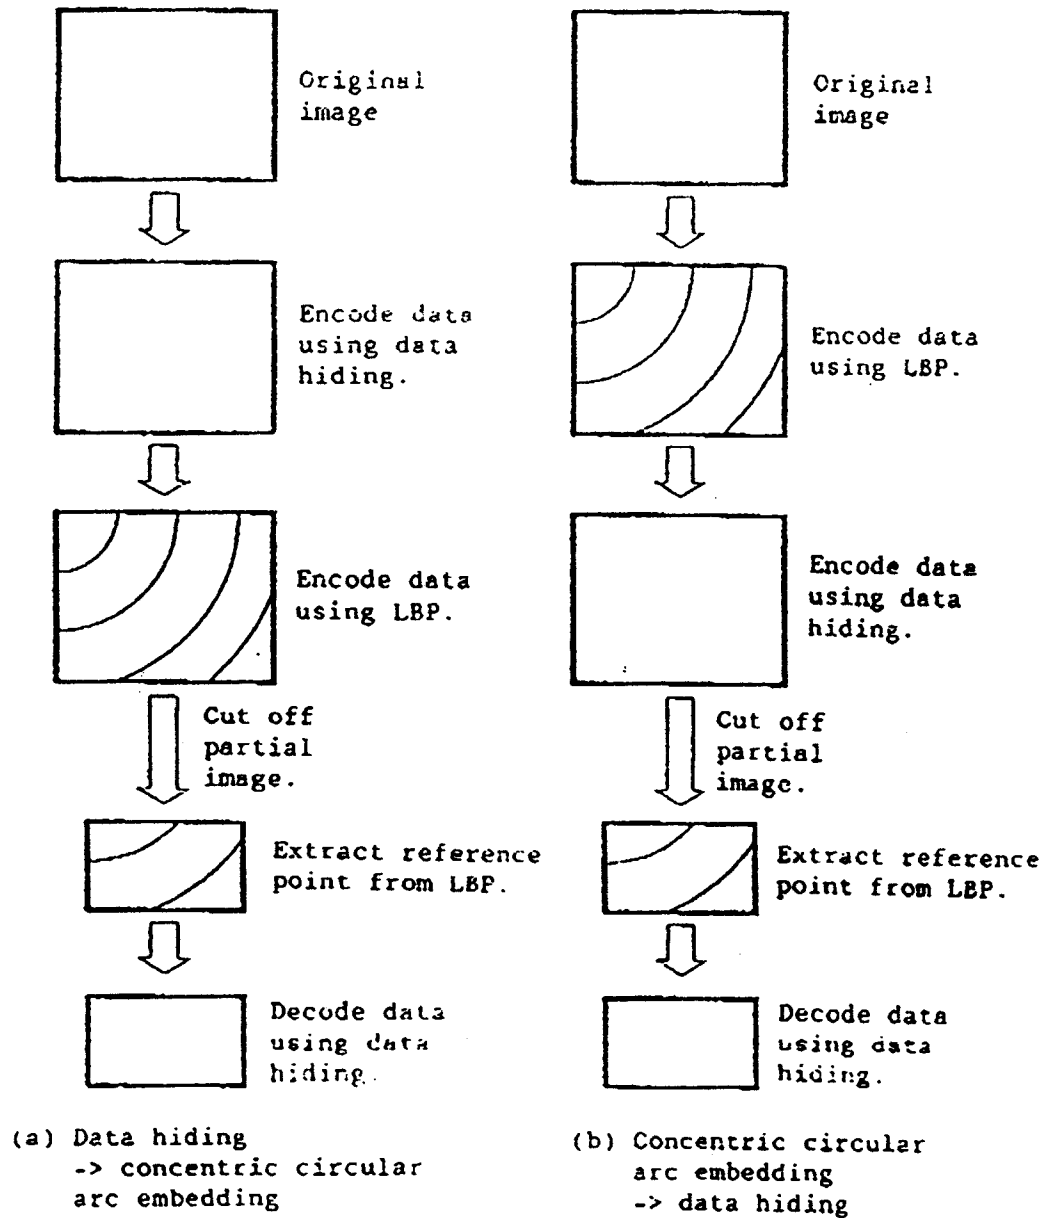 Original
image
Encode data
using data
hiding.
Encode data
using LBP.
Cut off
partial
image.
Extract reference
point from LBP.
Decode data
using data
hiding.
(a) Data hiding
-> concentric circular
arc embedding
Original
image
Encode data
using LBP.
Encode data
using data
hiding.
Cut off
partial
image.
Extract reference
point from LBP.
Decode data
using data
hiding.
(b) Concentric circular
arc embedding
-> data hiding